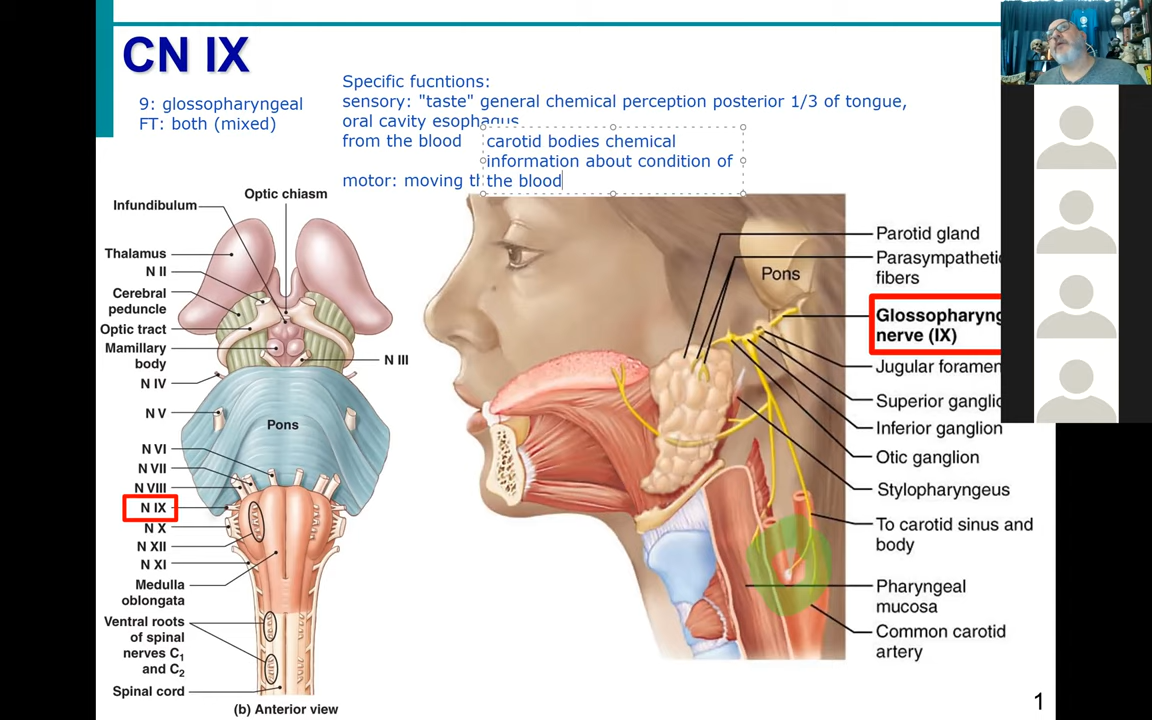 CN IX
9: glossopharyngeal
FT: both (mixed)
Specific fucntions:
sensory: "taste" general chemical perception posterior 1/3 of tongue,
oral cavity esophagus
from the blood
carotid bodies chemical
information about condition of
the blood
motor: moving
Optic chiasm
Infundibulum
Thalamus
N II
Cerebral
peduncle
Optic tract
Mamillary
body
N III
N IV
N V
Pons
N VI
N VII
N VIII
N IX
N X
N XII
N XI
Medulla
oblongata
Ventral roots
of spinal
nerves C1
and C2
Spinal cord
(b) Anterior view
Pons
Parotid gland
Parasympathetic
fibers
Glossopharyng
nerve (IX)
Jugular foramen
Superior ganglio
Inferior ganglion
Otic ganglion
Stylopharyngeus
To carotid sinus and
body
Pharyngeal
mucosa
Common carotid
artery
1